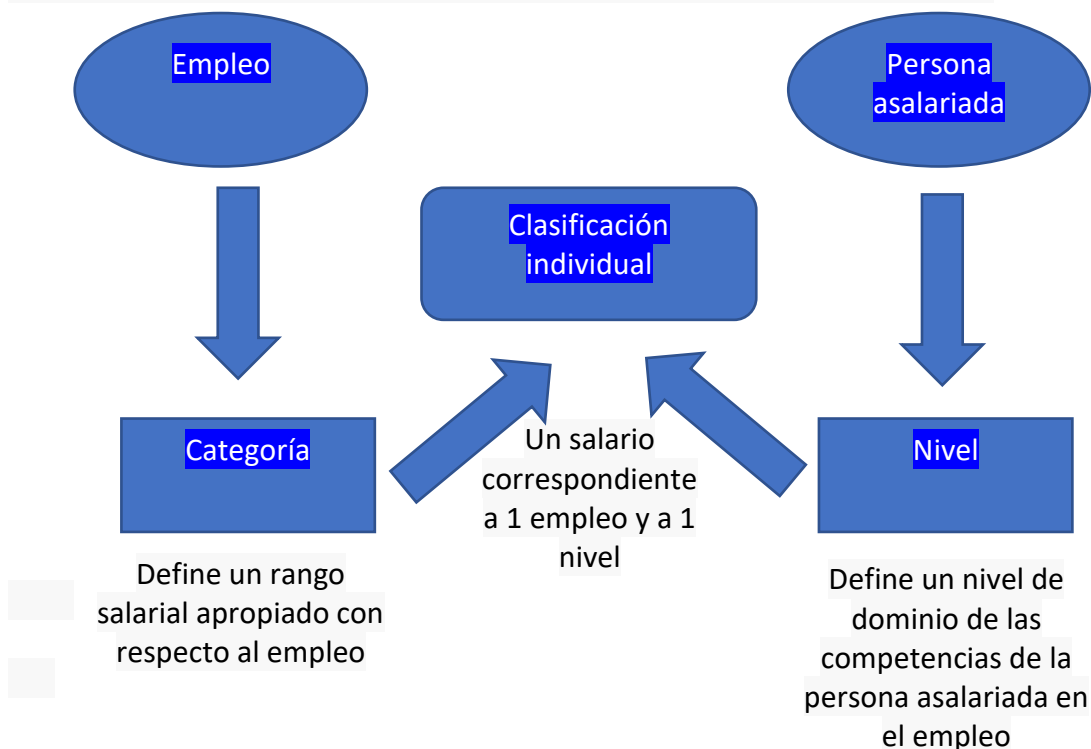 Empleo
Persona
asalariada
Clasificación
individual
Categoría
Un salario
correspondiente
a 1 empleo y a 1
nivel
Nivel
Define un rango
salarial apropiado con
respecto al empleo
Define un nivel de
dominio de las
competencias de la
persona asalariada en
el empleo